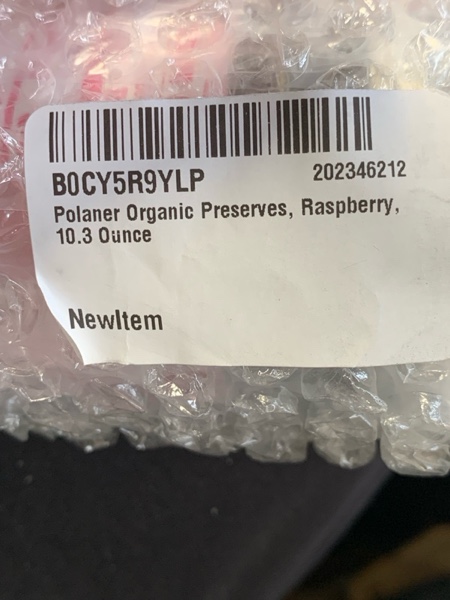 B0CY5R9YLP 202346212
Polaner Organic Preserves, Raspberry,
10.3 Ounce
NewItem